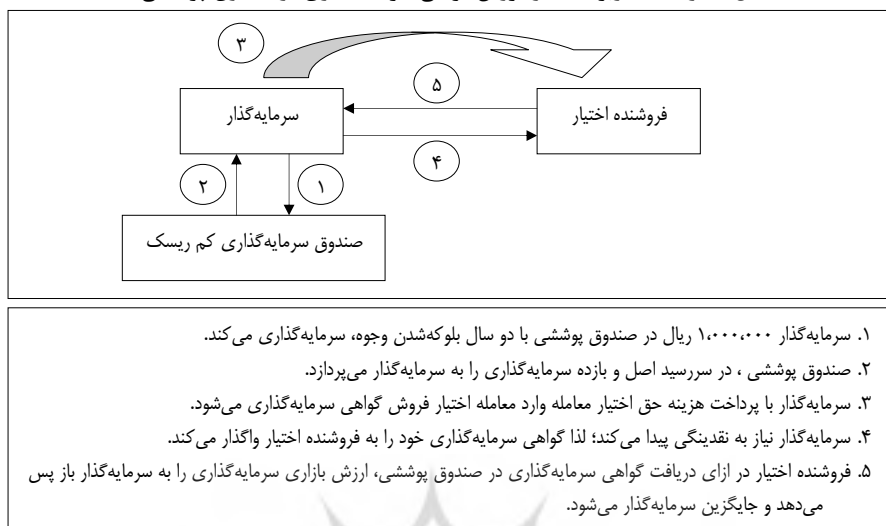 ۳
۵
سرمایه‌گذار
فروشنده اختیار
۴
۲
۱
صندوق سرمایه‌گذاری کم ریسک
۱. سرمایه‌گذار ۱،۰۰۰،۰۰۰ ریال در صندوق پوششی با دو سال بلوکه‌شدن وجوه، سرمایه‌گذاری می‌کند.
۲. صندوق پوششی ، در سررسید اصل و بازده سرمایه‌گذاری را به سرمایه‌گذار می‌پردازد.
۳. سرمایه‌گذار با پرداخت هزینه حق اختیار معامله وارد معامله اختیار فروش گواهی سرمایه‌گذاری می‌شود.
۴. سرمایه‌گذار نیاز به نقدینگی پیدا می‌کند؛ لذا گواهی سرمایه‌گذاری خود را به فروشنده اختیار واگذار می‌کند.
۵. فروشنده اختیار در ازای دریافت گواهی سرمایه‌گذاری در صندوق پوششی، ارزش بازاری سرمایه‌گذاری را به سرمایه‌گذار باز پس
می‌دهد و جایگزین سرمایه‌گذار می‌شود.